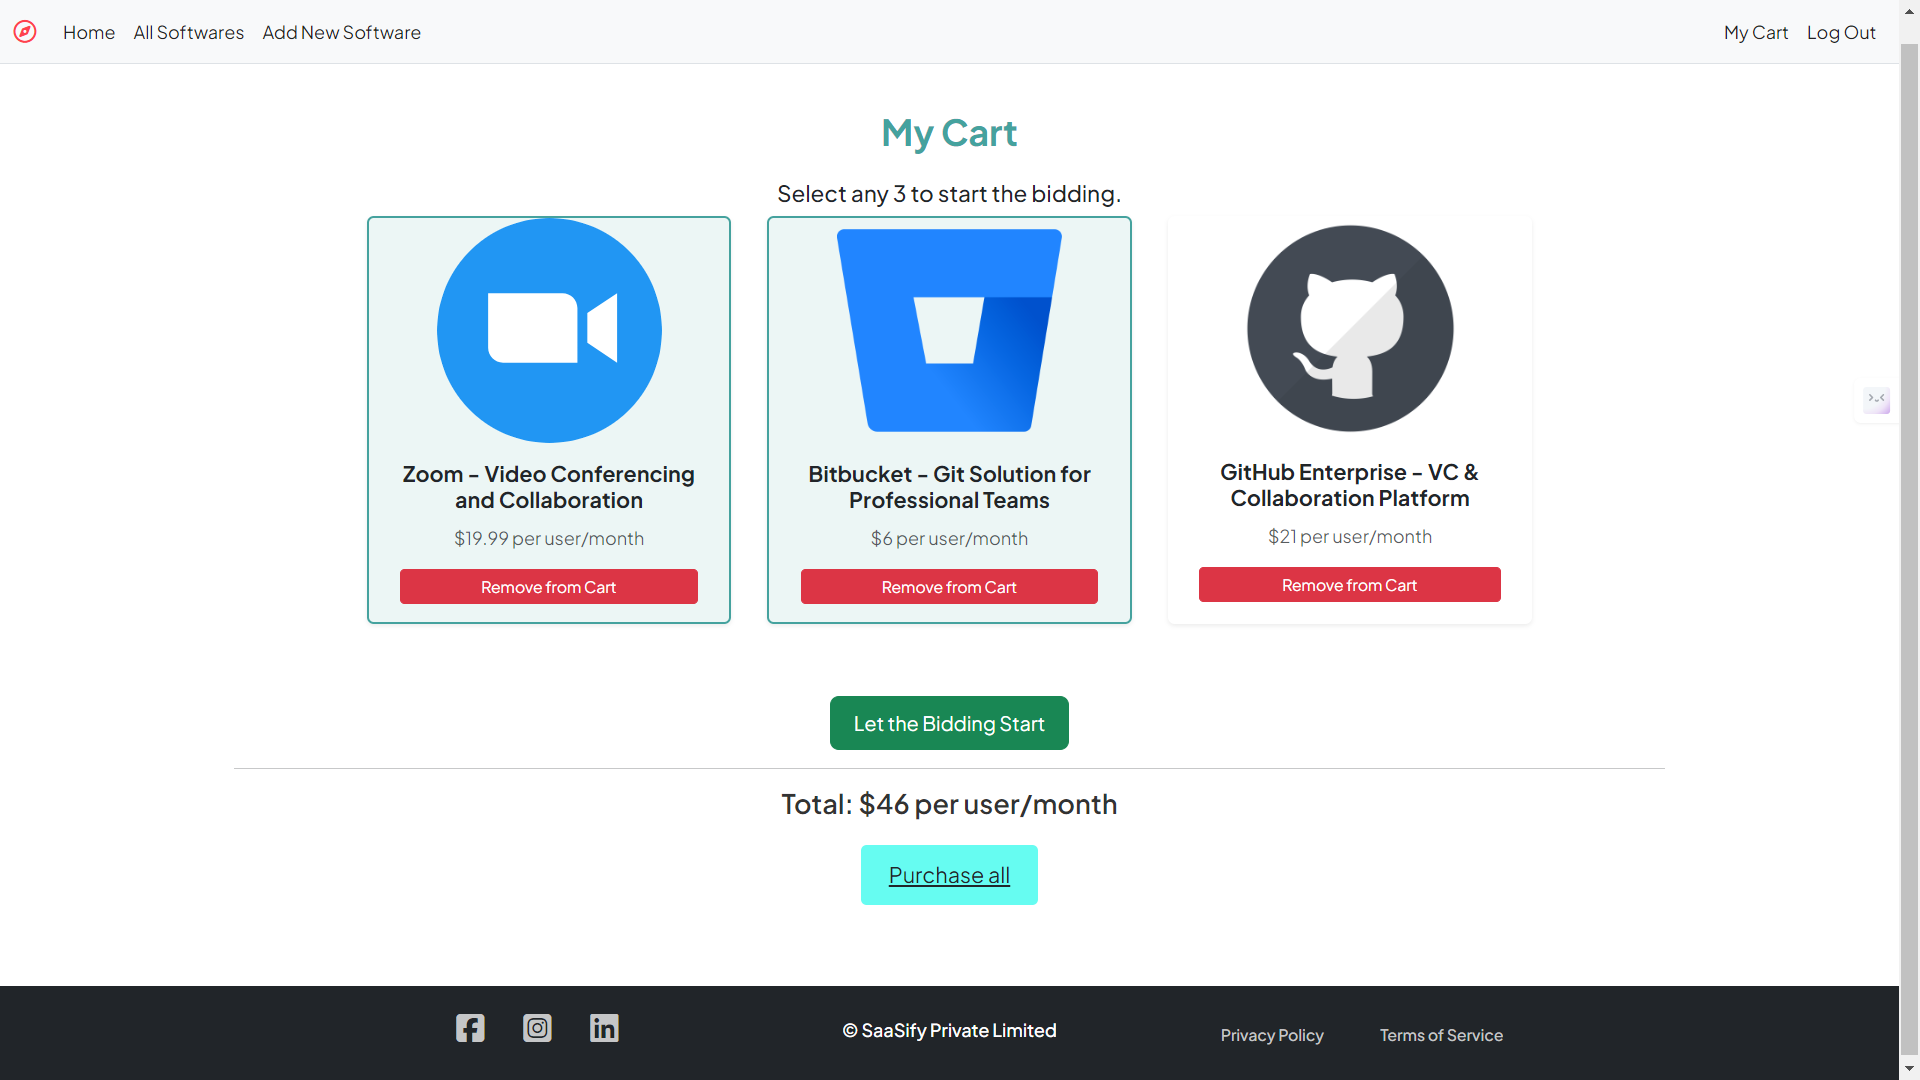 Home All Softwares Add New Software My Cart Log Out
My Cart
Select any 3 to start the bidding.
Zoom - Video Conferencing
and Collaboration
$19.99 per user/month
Remove from Cart
Bitbucket - Git Solution for
Professional Teams
$6 per user/month
Remove from Cart
GitHub Enterprise - VC &
Collaboration Platform
$21 per user/month
Remove from Cart
Let the Bidding Start
Total: $46 per user/month
Purchase all
© SaaSify Private Limited
Privacy Policy Terms of Service